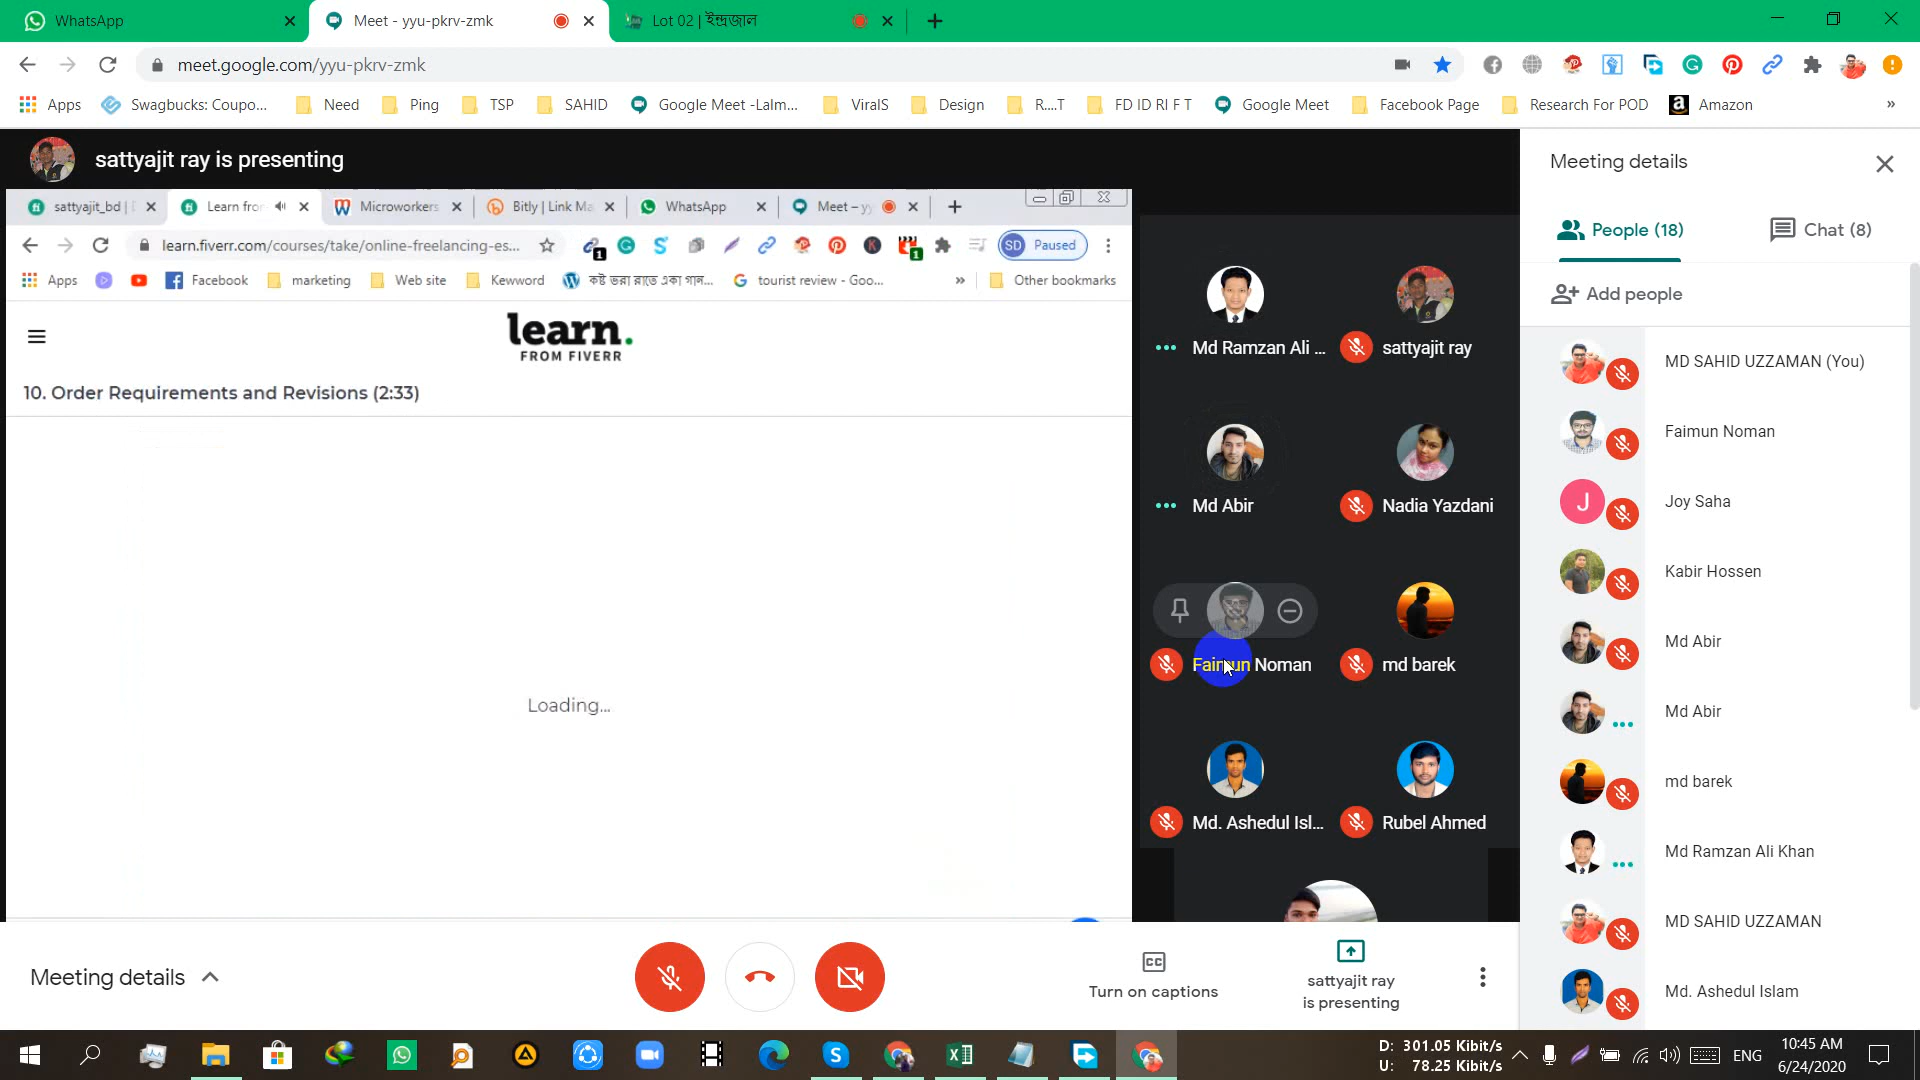 WhatsApp
Meet - yyu-pkrv-zmk
Lot 02 | ইন্দ্রজাল
meet.google.com/yyu-pkrv-zmk
Apps
Swagbucks: Coupo...
Need
Ping
TSP
SAHID
Google Meet -Lalm...
ViralS
Design
R....T
FD ID RI F T
Google Meet
Facebook Page
Research For POD
Amazon
»
sattyajit ray is presenting
sattyajit_bd |
Learn from
Microworkers
Bitly | Link Ma
WhatsApp
Meet – yy
learn.fiverr.com/courses/take/online-freelancing-es...
1
1
SD Paused
Apps
Facebook
marketing
Web site
Kewword
কষ্ট ভরা রাতে একা গান...
tourist review - Goo...
»
Other bookmarks
learn.
FROM FIVERR
10. Order Requirements and Revisions (2:33)
Loading...
Md Ramzan Ali ...
sattyajit ray
Md Abir
Nadia Yazdani
Faimun Noman
md barek
Md. Ashedul Isl...
Rubel Ahmed
Meeting details
People (18)
Chat (8)
Add people
MD SAHID UZZAMAN (You)
Faimun Noman
J
Joy Saha
Kabir Hossen
Md Abir
Md Abir
md barek
Md Ramzan Ali Khan
MD SAHID UZZAMAN
Md. Ashedul Islam
Meeting details
CC
Turn on captions
sattyajit ray
is presenting
D: 301.05 Kibit/s
U: 78.25 Kibit/s
ENG
10:45 AM
6/24/2020